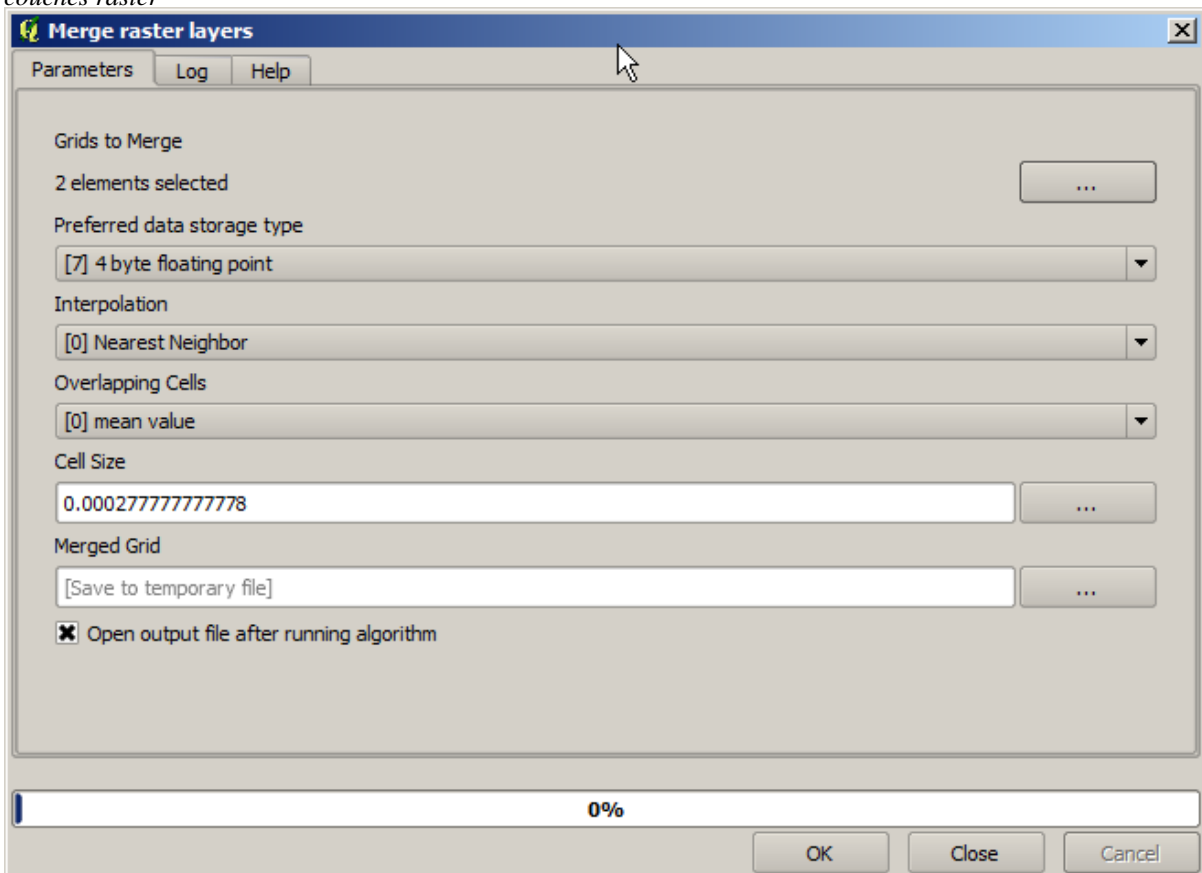 couches raster
Merge raster layers
Parameters Log Help
Grids to Merge
2 elements selected
...
Preferred data storage type
[7] 4 byte floating point
Interpolation
[0] Nearest Neighbor
Overlapping Cells
[0] mean value
Cell Size
0.000277777777778
...
Merged Grid
[Save to temporary file]
...
Open output file after running algorithm
0%
OK Close Cancel